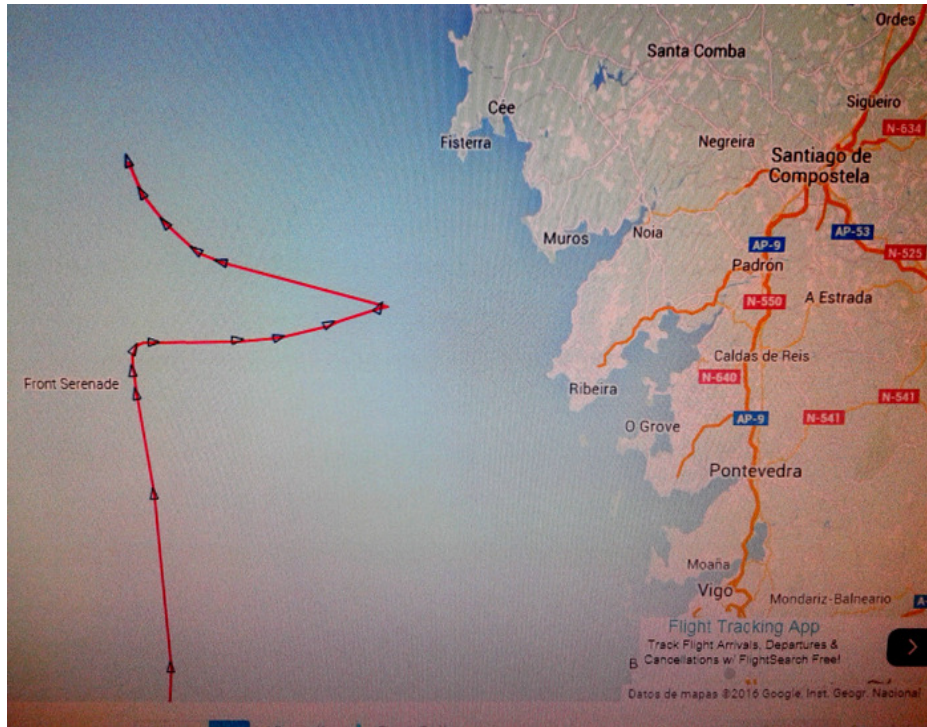 Ordes
Santa Comba
Cee
Sigüeiro
Fisterra
Negreira
N-634
Santiago de
Compostela
Muros
Noia
AP-9
AP-53
N-525
Padrón
N-550
A Estrada
Caldas de Reis
Front Serenade
N-640
Ribeira
N-541
O Grove
AP-9
N-541
Pontevedra
Moaña
Vigo
Mondariz-Balneario
A-
Flight Tracking App
Track Flight Arrivals, Departures &
Cancellations w/ FlightSearch Free!
B
Datos de mapas ©2016 Google, Inst. Geogr. Nacional